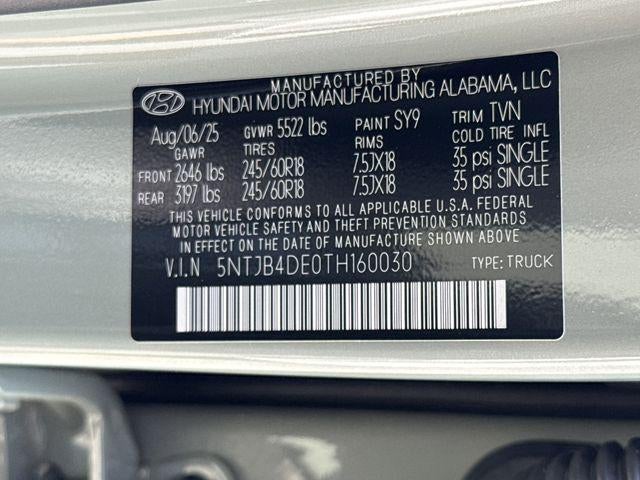 MANUFACTURED BY
HYUNDAI MOTOR MANUFACTURING ALABAMA, LLC
Aug/06/25 GVWR 5522 lbs PAINT SY9 TRIM TVN
GAWR TIRES RIMS COLD TIRE INFL
FRONT 2646 lbs 245/60R18 7.5JX18 35 psi SINGLE
REAR 3197 lbs 245/60R18 7.5JX18 35 psi SINGLE
THIS VEHICLE CONFORMS TO ALL APPLICABLE U.S.A. FEDERAL
MOTOR VEHICLE SAFETY AND THEFT PREVENTION STANDARDS
IN EFFECT ON THE DATE OF MANUFACTURE SHOWN ABOVE
V.I.N 5NTJB4DE0TH160030 TYPE: TRUCK